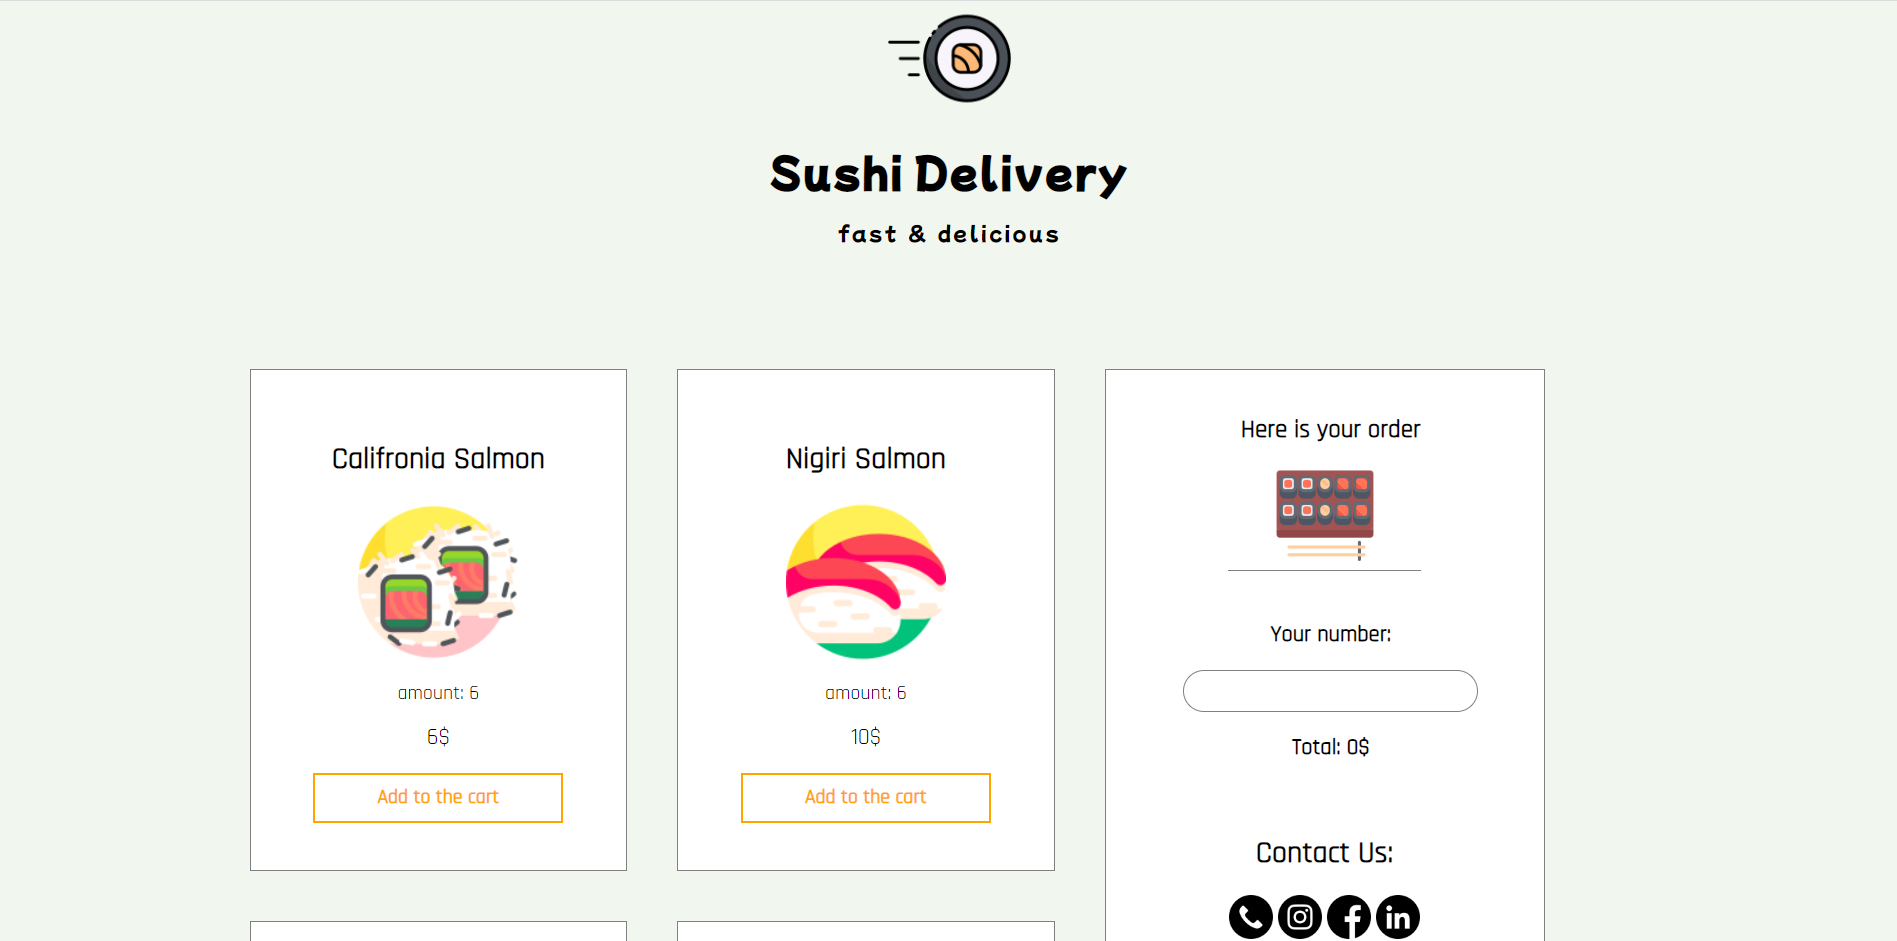 Sushi Delivery
fast & delicious
Califronia Salmon
amount: 6
6$
Add to the cart
Nigiri Salmon
amount: 6
10$
Add to the cart
Here is your order
Your number:
Total: 0$
Contact Us:
in